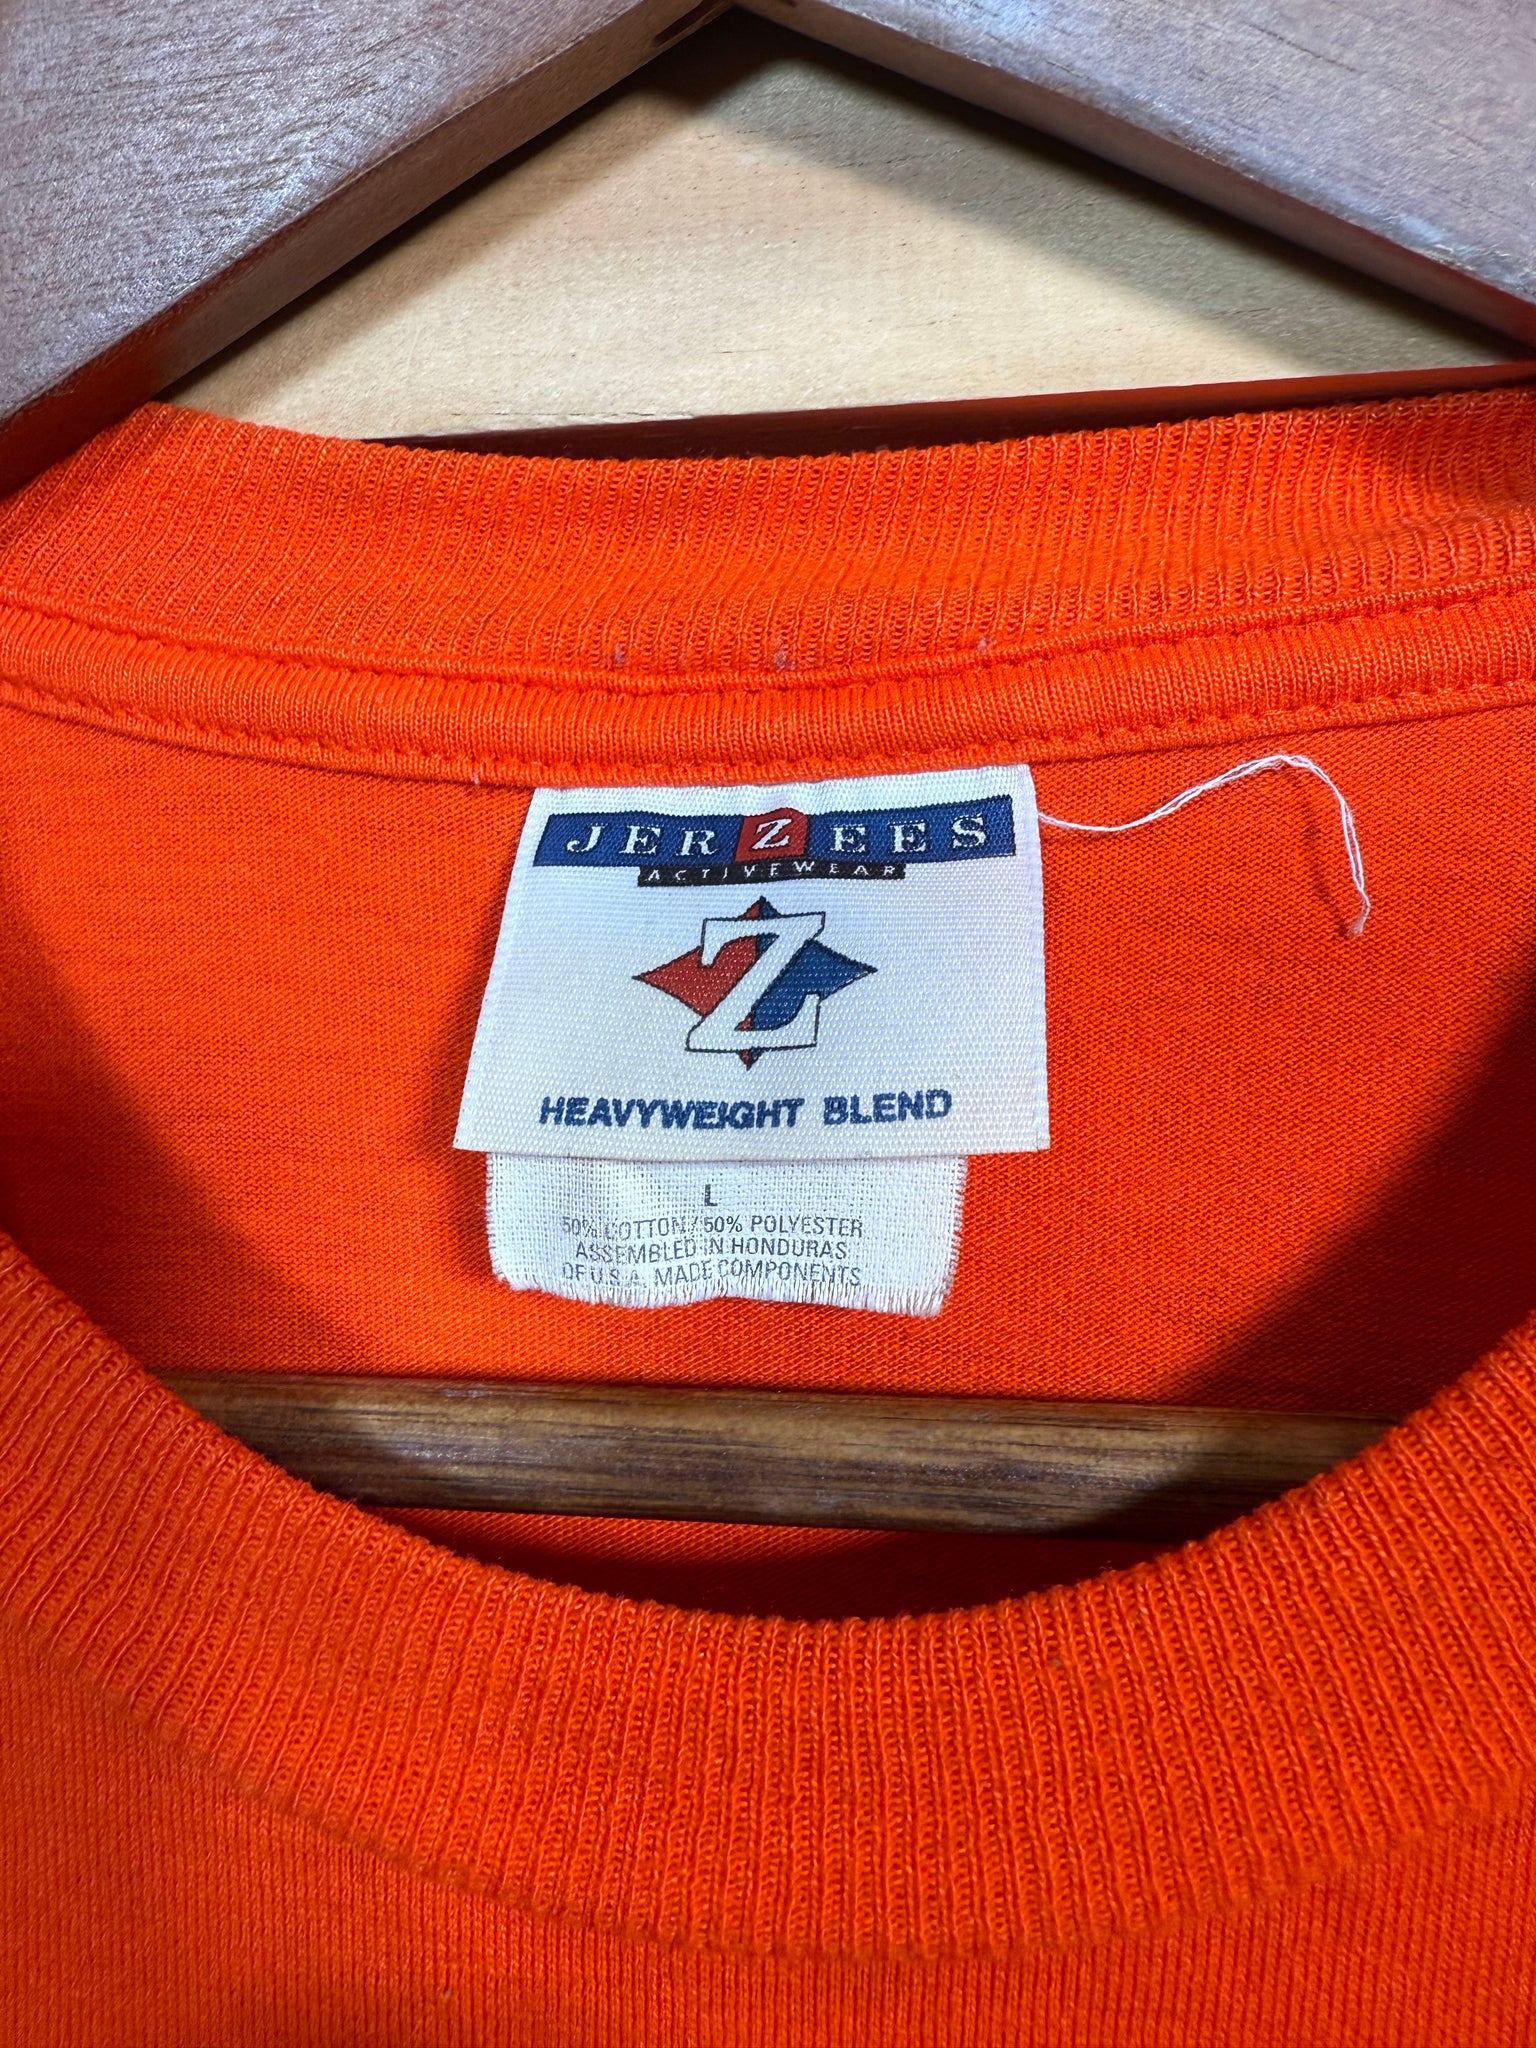 JERZEES
ACTIVEWEAR
Z
HEAVYWEIGHT BLEND
L
50% COTTON/50% POLYESTER
ASSEMBLED IN HONDURAS
OF U.S.A. MADE COMPONENTS